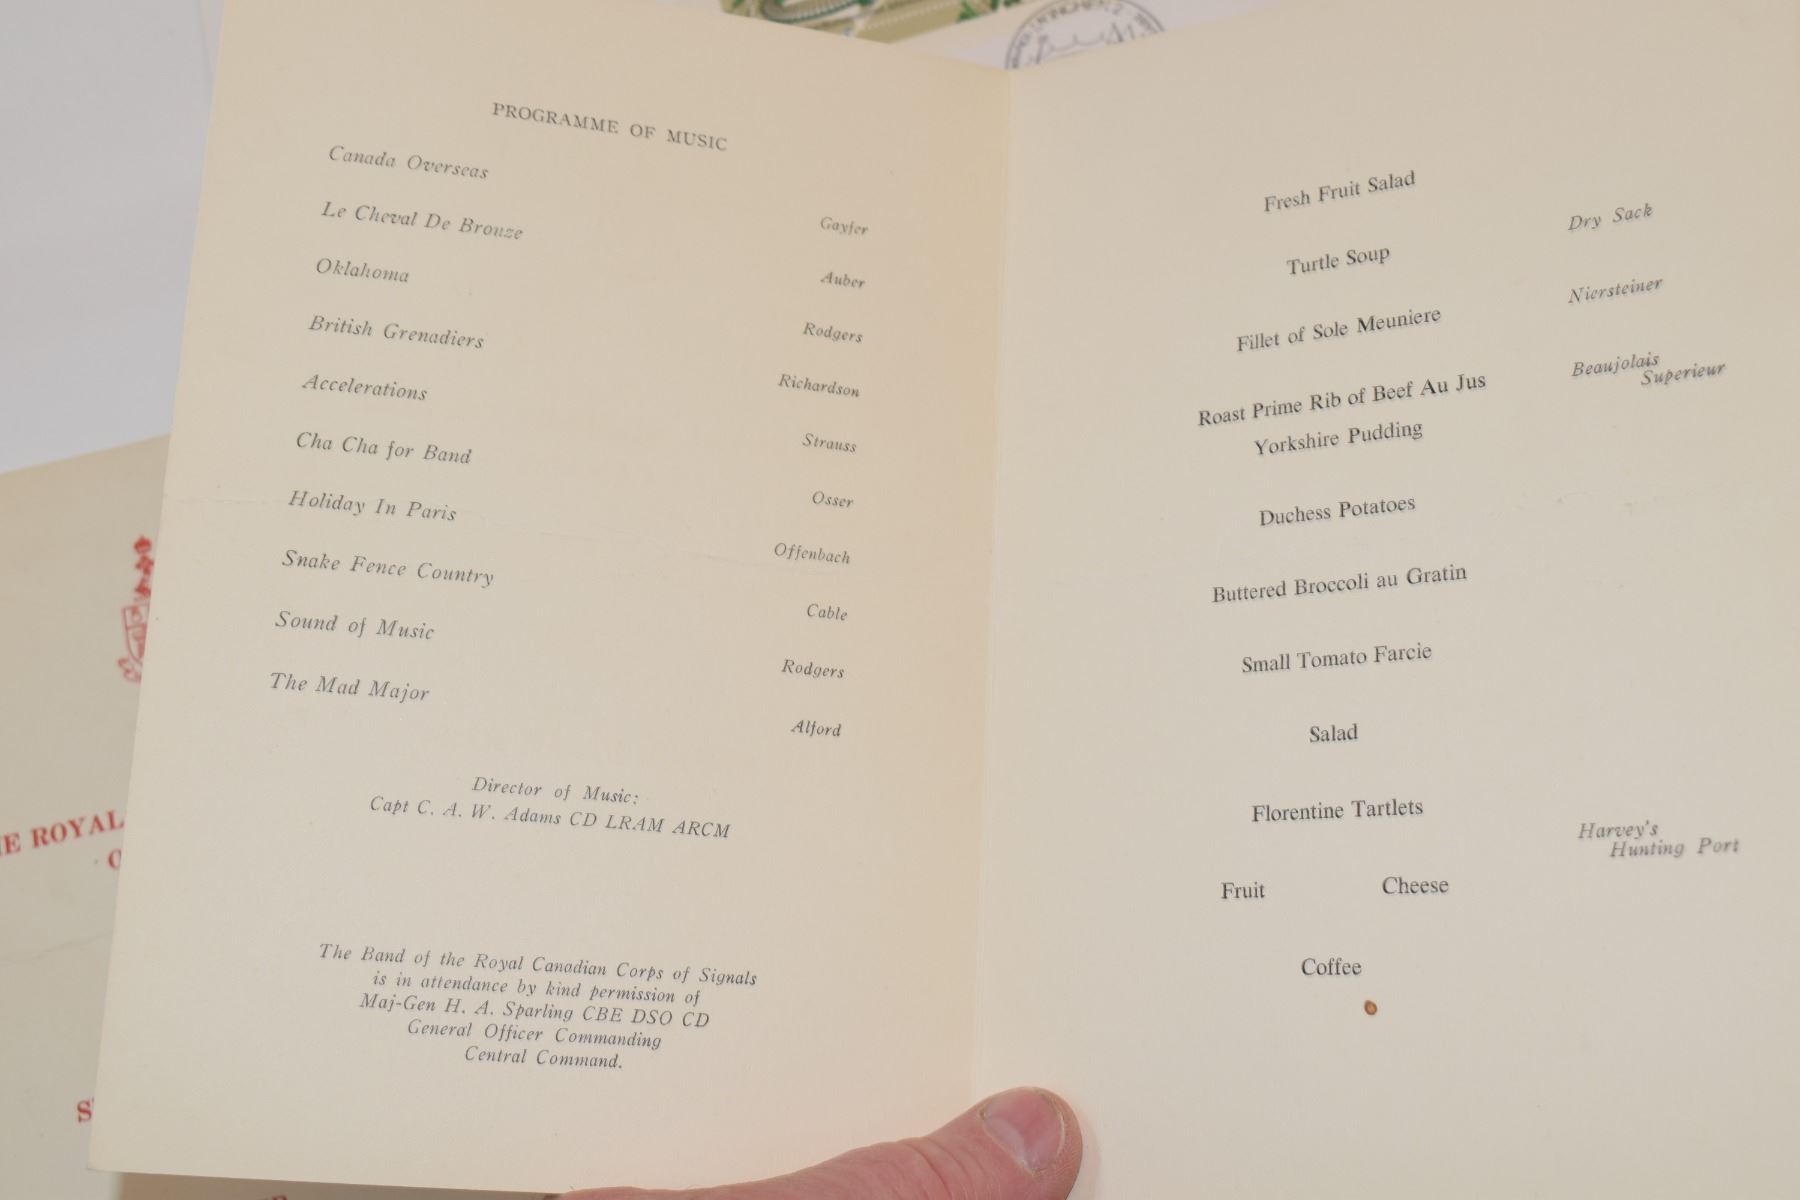 PROGRAMME OF MUSIC
Canada Overseas Gayfer
Le Cheval De Brouze Auber
Oklahoma Rodgers
British Grenadiers Richardson
Accelerations Strauss
Cha Cha for Band Osser
Holiday In Paris Offenbach
Snake Fence Country Cable
Sound of Music Rodgers
The Mad Major Alford
Director of Music:
Capt C. A. W. Adams CD LRAM ARCM
The Band of the Royal Canadian Corps of Signals
is in attendance by kind permission of
Maj-Gen H. A. Sparling CBE DSO CD
General Officer Commanding
Central Command.
Fresh Fruit Salad
Dry Sack
Turtle Soup
Niersteiner
Fillet of Sole Meuniere
Beaujolais
Superieur
Roast Prime Rib of Beef Au Jus
Yorkshire Pudding
Duchess Potatoes
Buttered Broccoli au Gratin
Small Tomato Farcie
Salad
Florentine Tartlets
Harvey's
Hunting Port
Fruit Cheese
Coffee
ROYAL